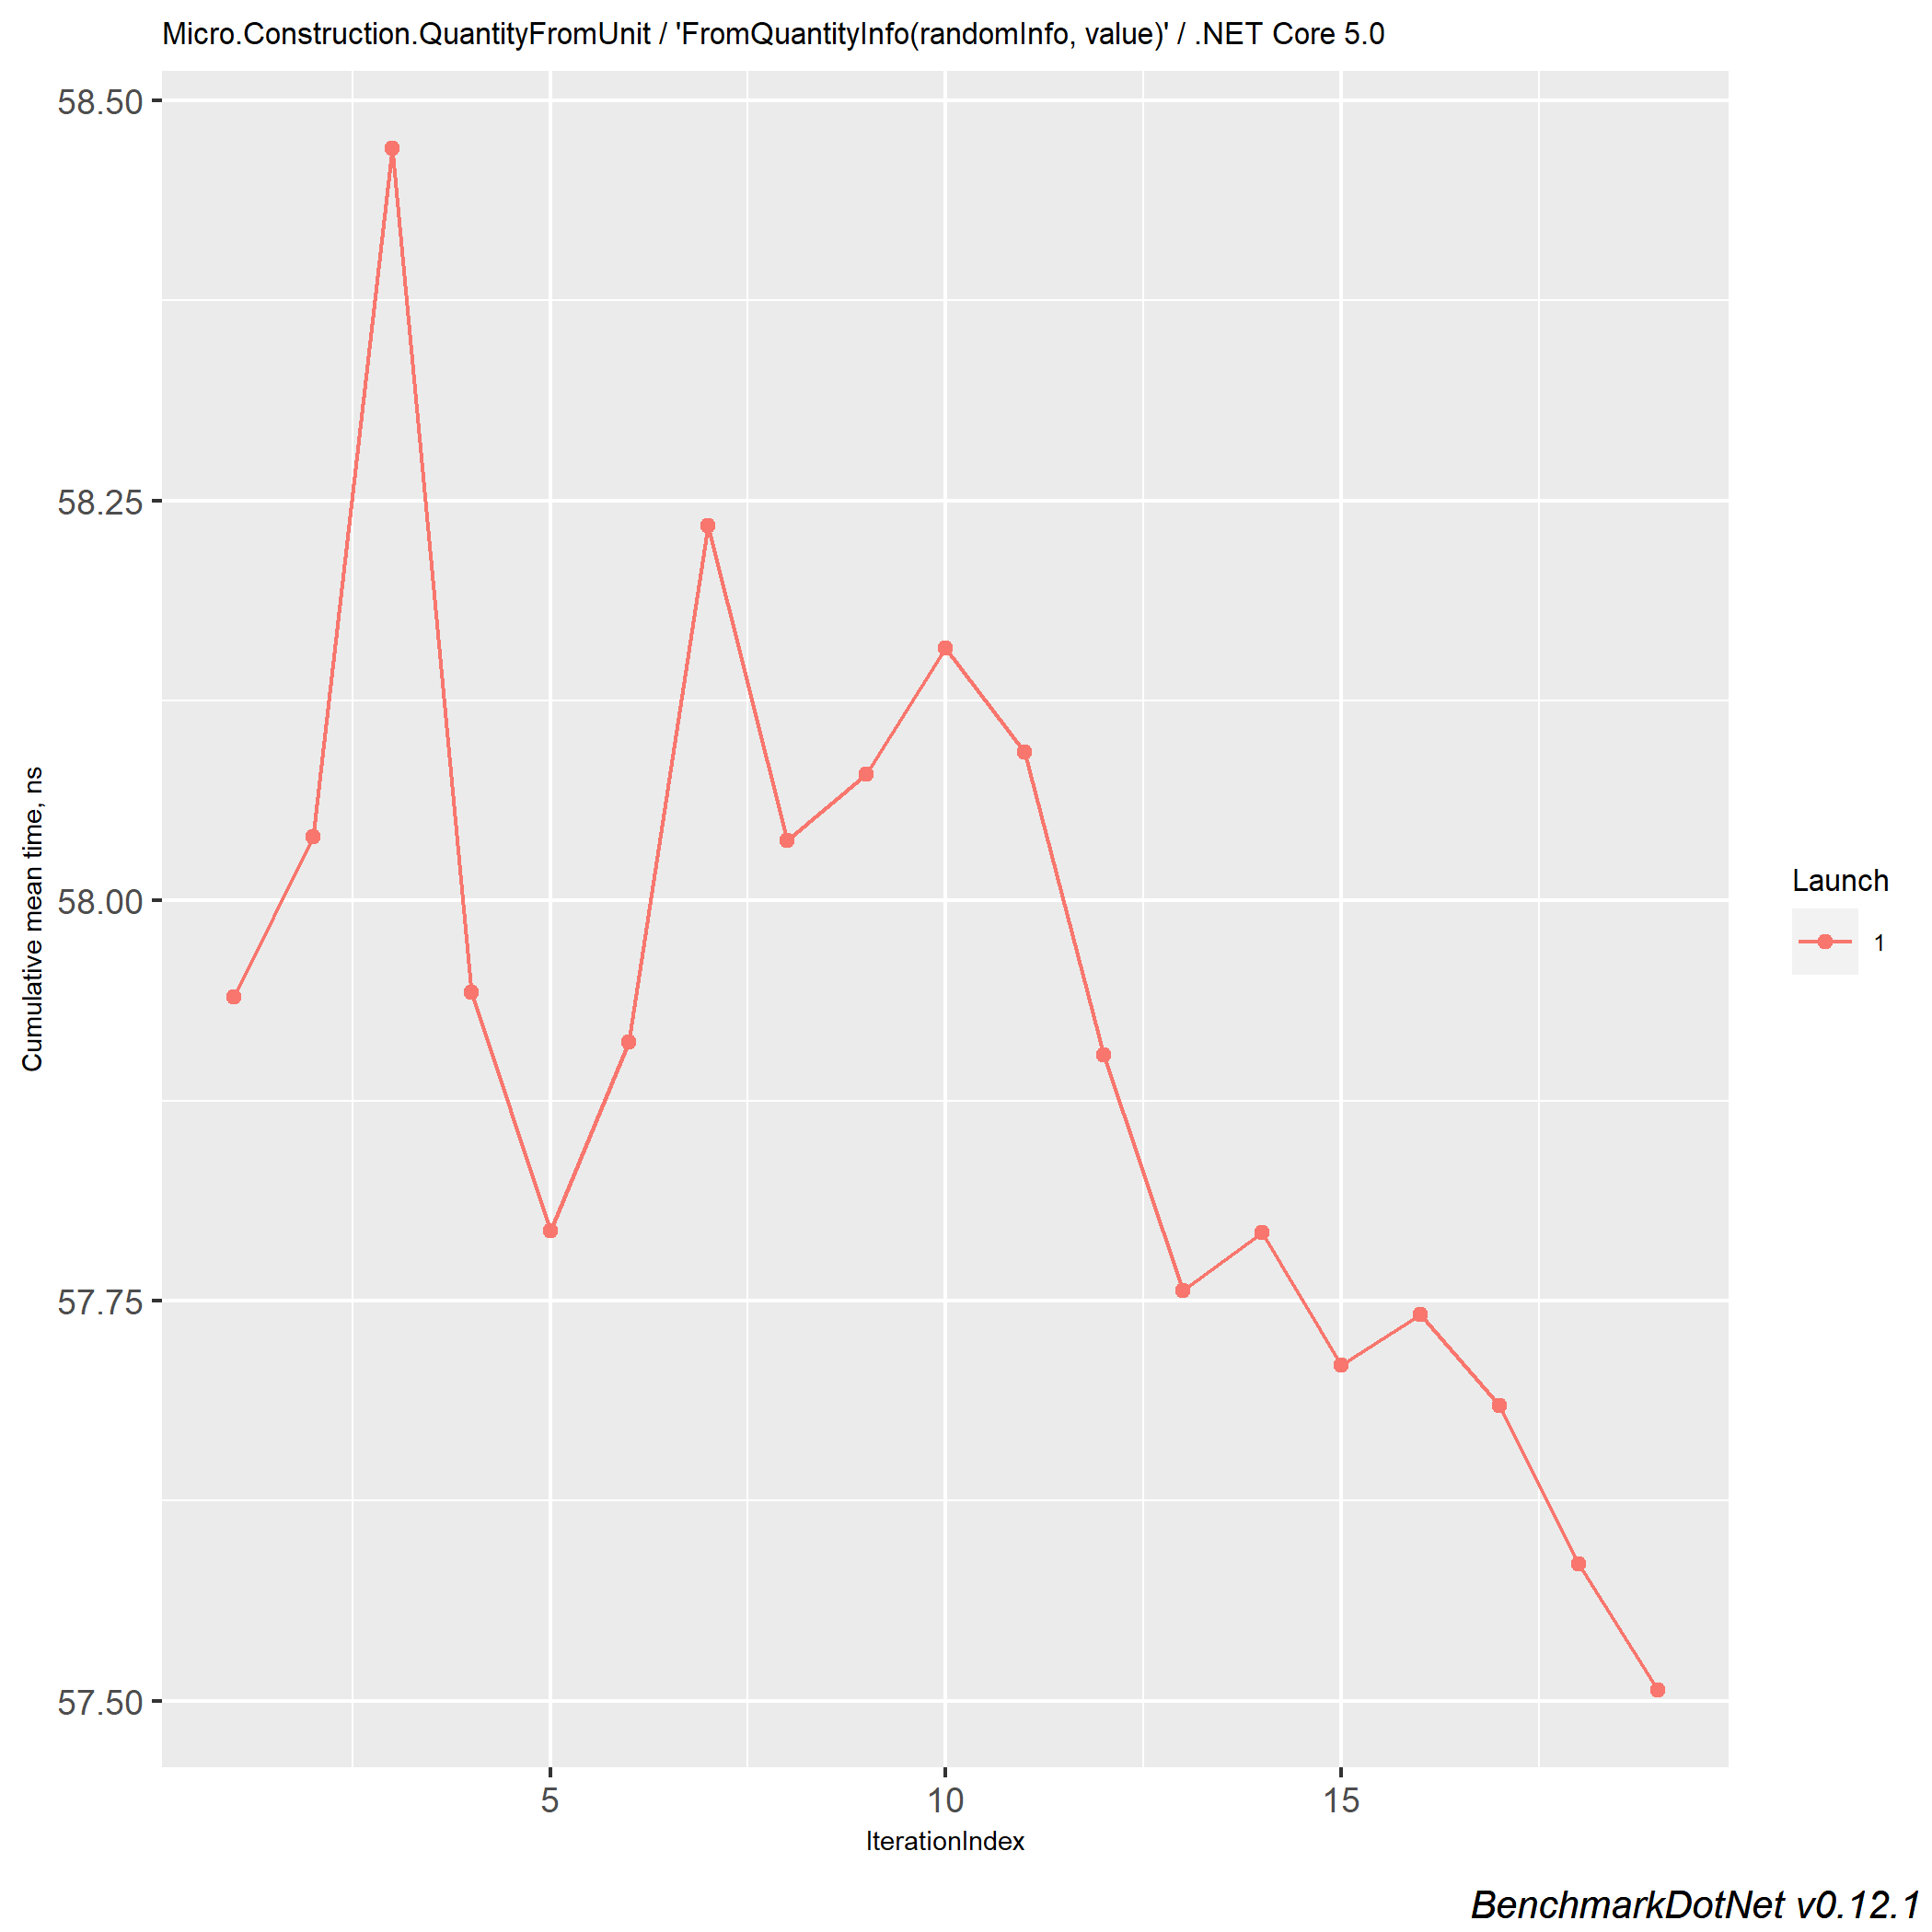 Micro.Construction.QuantityFromUnit / 'FromQuantityInfo(randomInfo, value)' / .NET Core 5.0
58.50
58.25
58.00
57.75
57.50
Cumulative mean time, ns
5
10
15
IterationIndex
Launch
1
BenchmarkDotNet v0.12.1